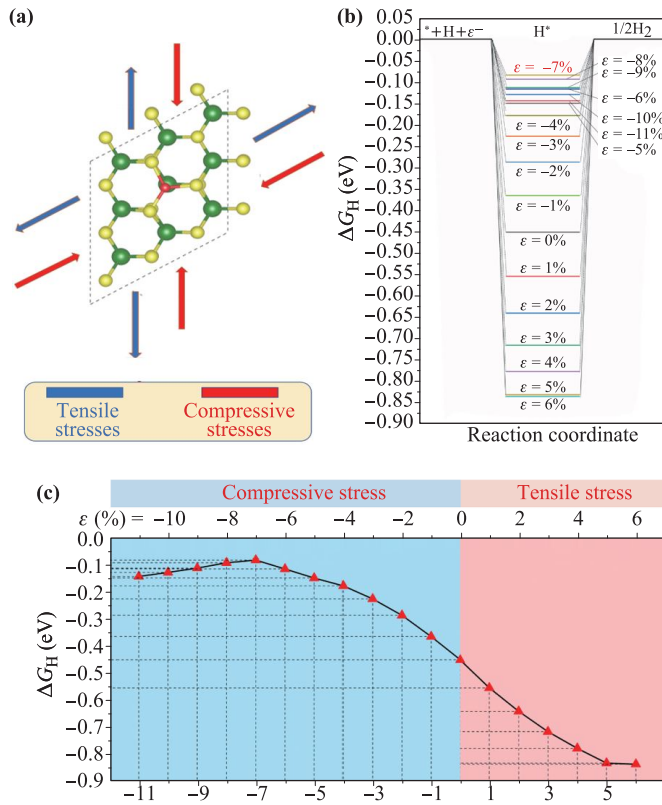 (a)
Tensile stresses
Compressive stresses
(b)
0.05
0.00
−0.05
−0.10
−0.15
−0.20
−0.25
−0.30
−0.35
−0.40
−0.45
−0.50
−0.55
−0.60
−0.65
−0.70
−0.75
−0.80
−0.85
−0.90
ΔG_H (eV)
*+H+ε⁻ H* 1/2H₂
ε = −7%
ε = −8%
ε = −9%
ε = −6%
ε = −10%
ε = −11%
ε = −5%
ε = −4%
ε = −3%
ε = −2%
ε = −1%
ε = 0%
ε = 1%
ε = 2%
ε = 3%
ε = 4%
ε = 5%
ε = 6%
Reaction coordinate
(c)
Compressive stress Tensile stress
ε (%) = −10 −8 −6 −4 −2 0 2 4 6
0.0
−0.1
−0.2
−0.3
−0.4
−0.5
−0.6
−0.7
−0.8
−0.9
ΔG_H (eV)
−11 −9 −7 −5 −3 −1 1 3 5